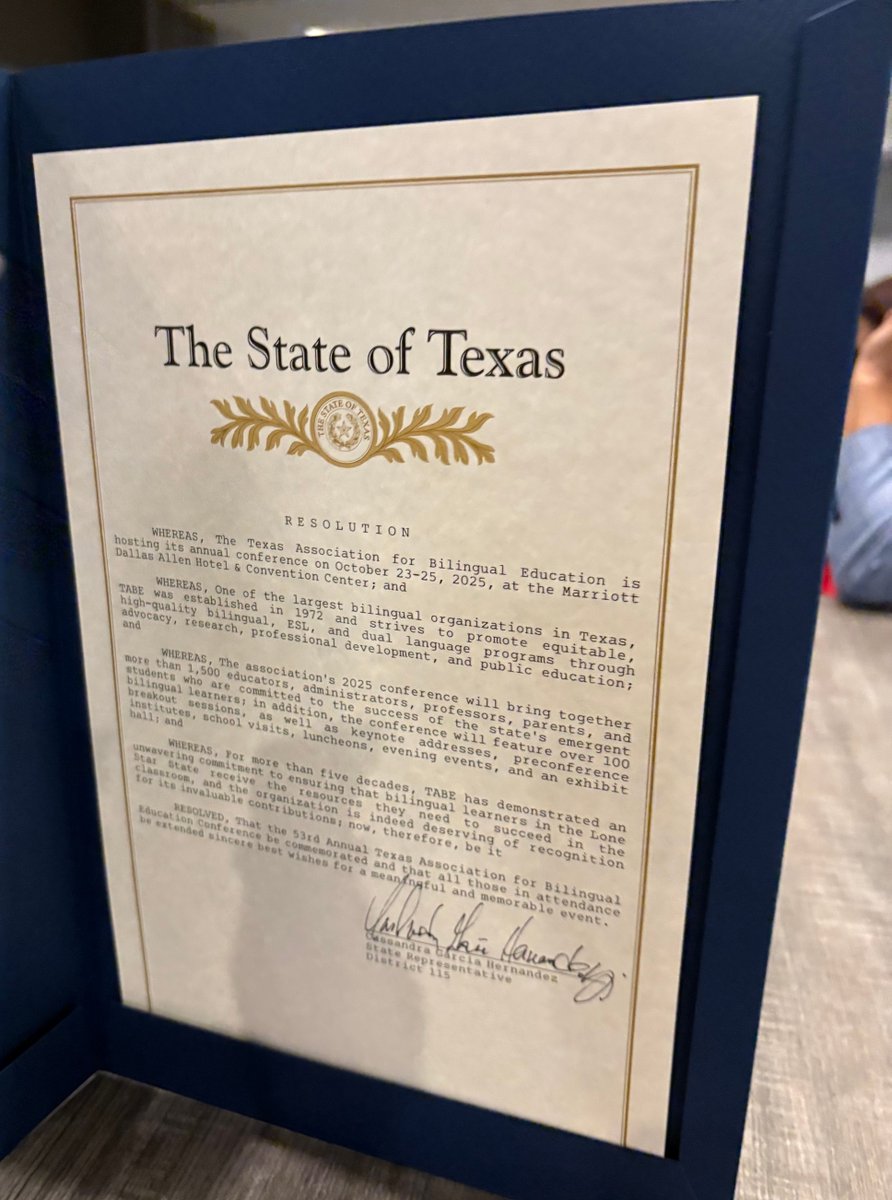 The State of Texas
THE STATE OF TEXAS
RESOLUTION
WHEREAS, The Texas Association for Bilingual Education is
hosting its annual conference on October 23-25, 2025, at the Marriott
Dallas Allen Hotel & Convention Center; and
WHEREAS, One of the largest bilingual organizations in Texas,
TABE was established in 1972 and strives to promote equitable,
high-quality bilingual, ESL, and dual language programs through
advocacy, research, professional development, and public education;
and
WHEREAS, The association's 2025 conference will bring together
more than 1,500 educators, administrators, professors, parents, and
students who are committed to the success of the state's emergent
bilingual learners; in addition, the conference will feature over 100
breakout sessions, as well as keynote addresses, preconference
institutes, school visits, luncheons, evening events, and an exhibit
hall; and
WHEREAS, For more than five decades, TABE has demonstrated an
unwavering commitment to ensuring that bilingual learners in the Lone
Star State receive the resources they need to succeed in the
classroom, and the organization is indeed deserving of recognition
for its invaluable contributions; now, therefore, be it
RESOLVED, That the 53rd Annual Texas Association for Bilingual
Education Conference be commemorated and that all those in attendance
be extended sincere best wishes for a meaningful and memorable event.
Cassandra Garcia Hernandez
State Representative
District 115